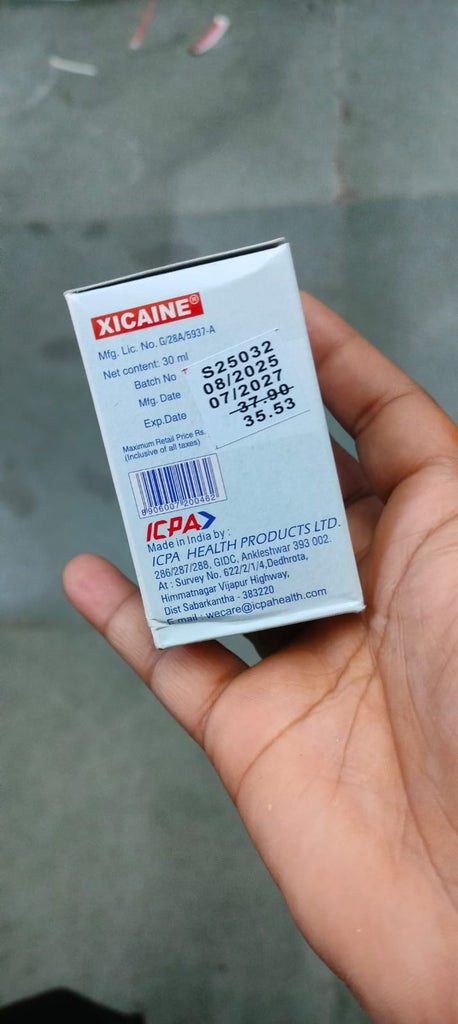 XICAINE®
Mfg. Lic. No. G/28A/5937-A
Net content: 30 ml
Batch No S25032
Mfg. Date 08/2025
Exp.Date 07/2027
Maximum Retail Price Rs. 37.90
(Inclusive of all taxes) 35.53
8906007200462
ICPA
Made in India by :
ICPA HEALTH PRODUCTS LTD.
286/287/288, GIDC, Ankleshwar 393 002.
At : Survey No. 622/2/1/4,Dedhrota,
Himmatnagar Vijapur Highway,
Dist Sabarkantha - 383220
E-mail : wecare@icpahealth.com